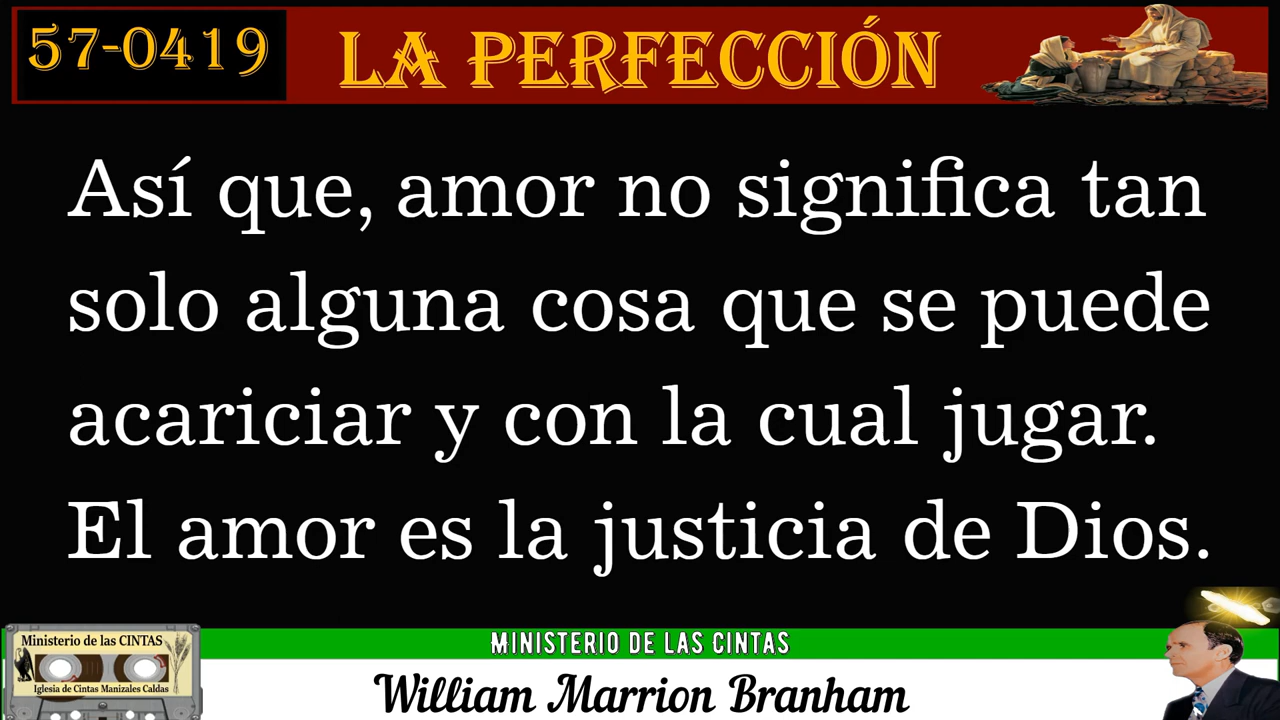 57-0419
LA PERFECCIÓN
Así que, amor no significa tan
solo alguna cosa que se puede
acariciar y con la cual jugar.
El amor es la justicia de Dios.
MINISTERIO DE LAS CINTAS
Ministerio de las CINTAS
Iglesia de Cintas Manizales Caldas
William Marrion Branham